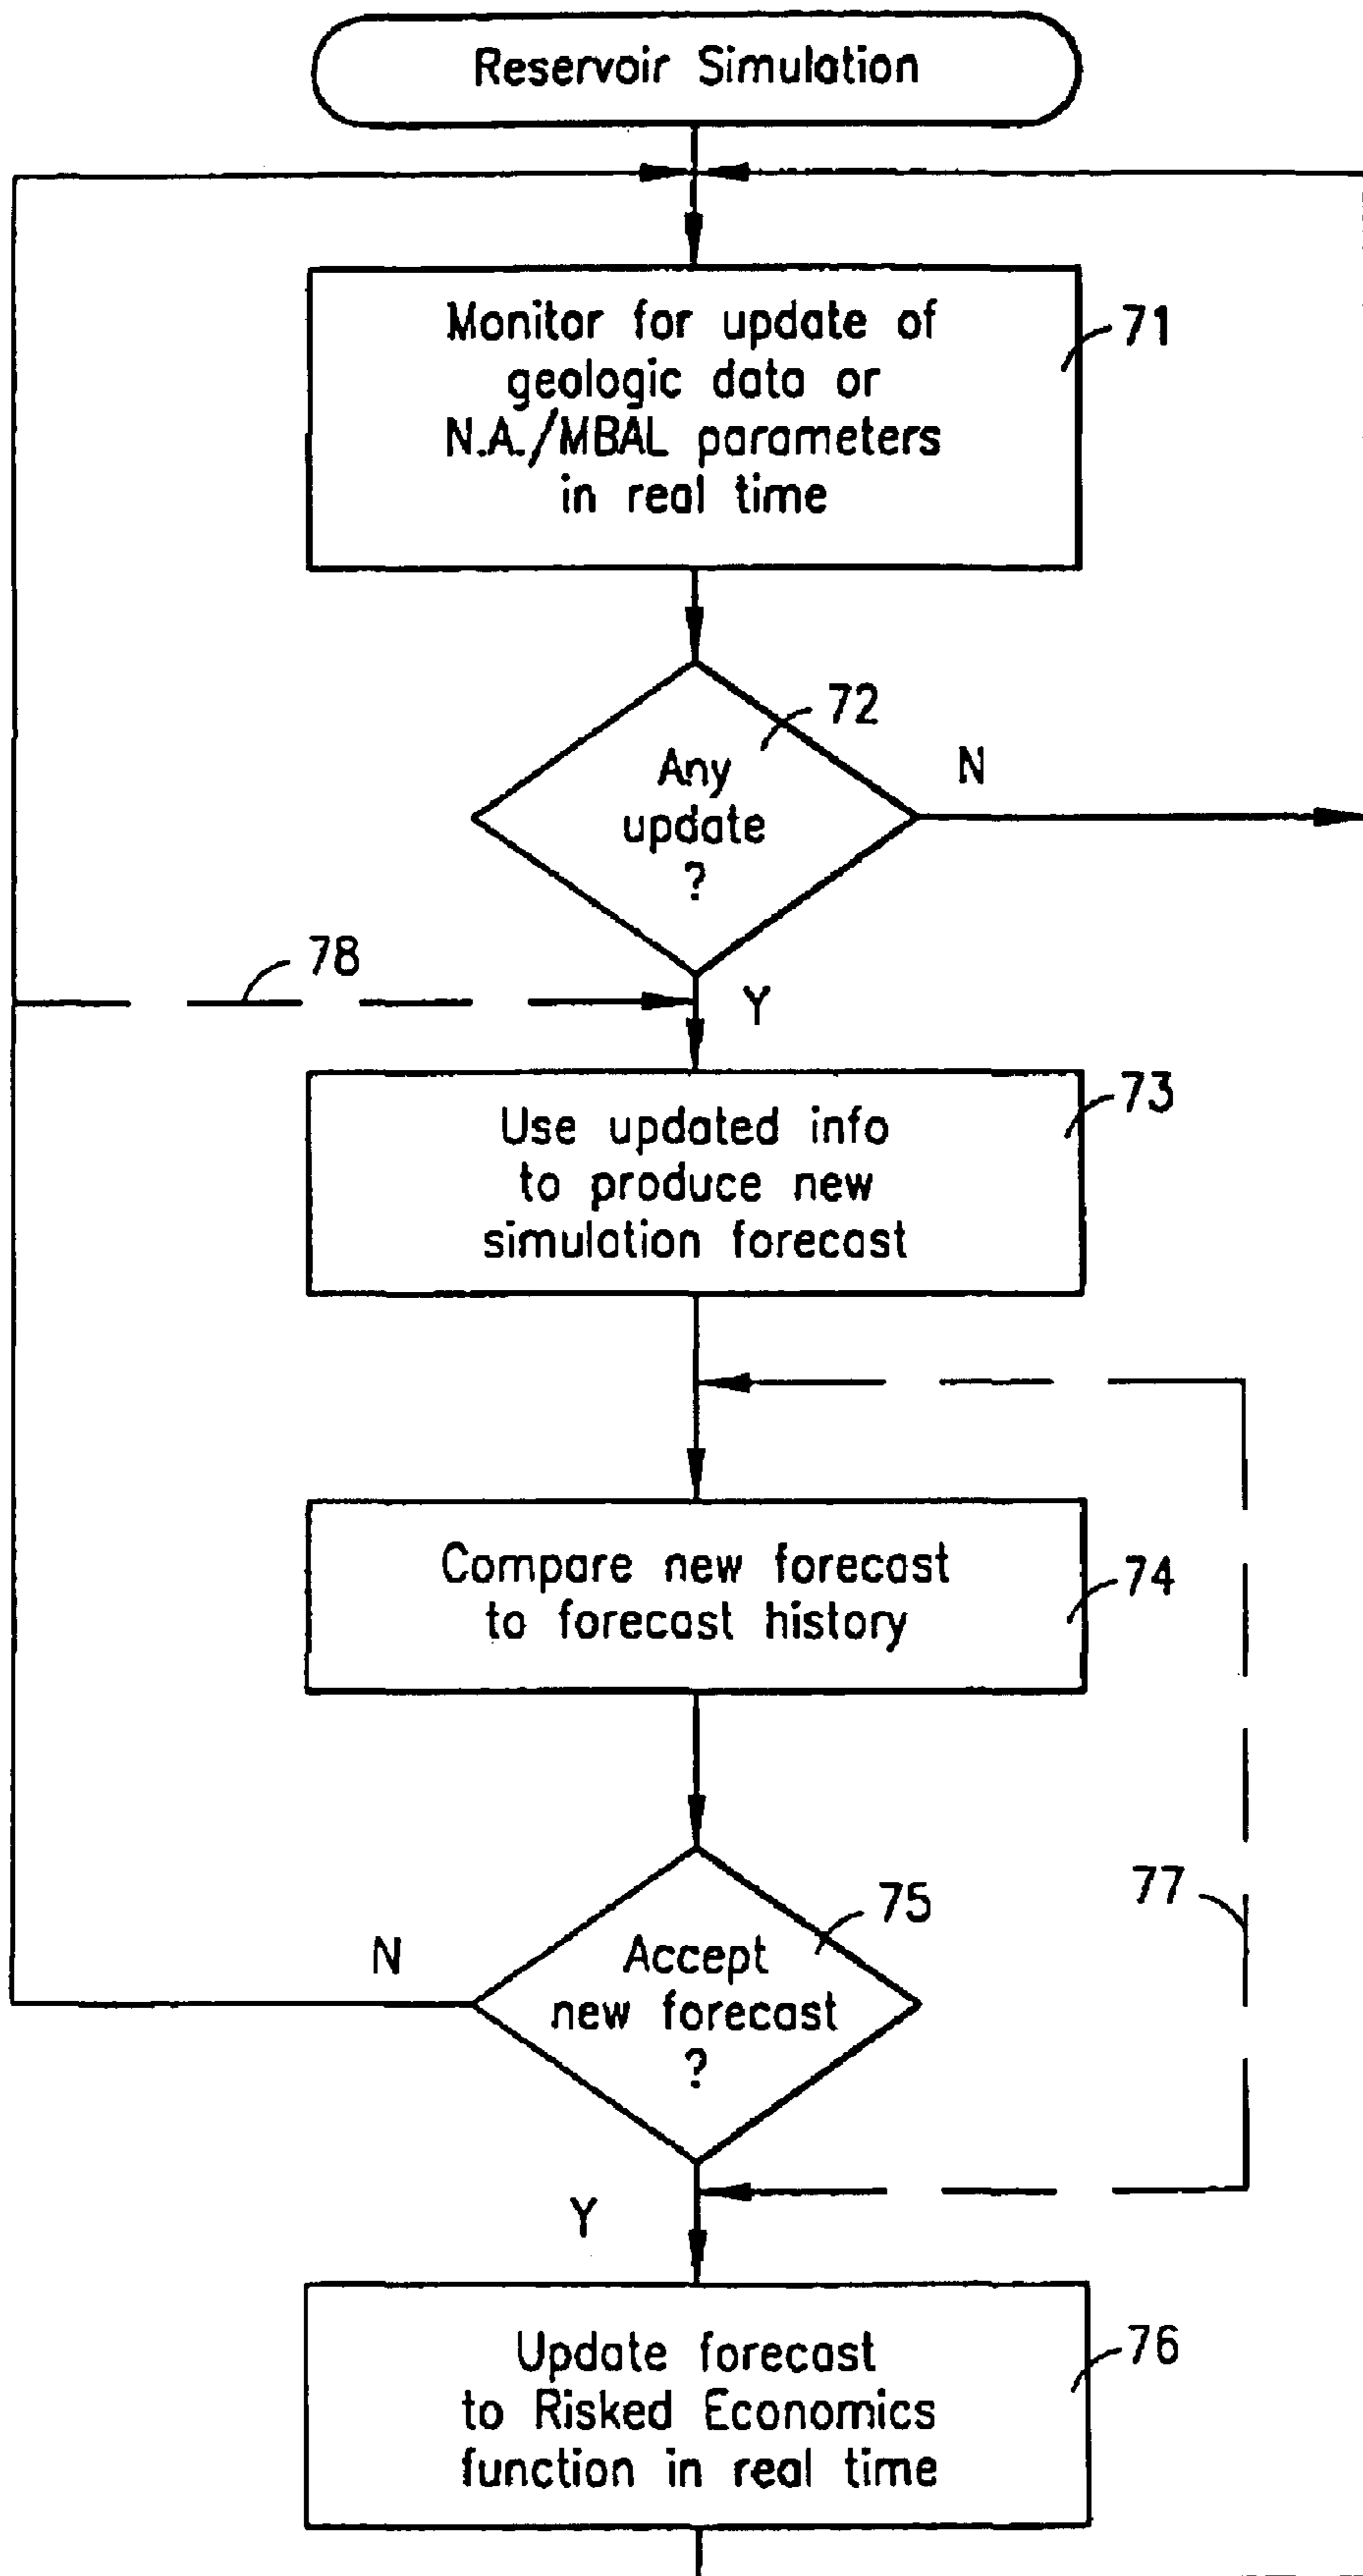 Reservoir Simulation
Monitor for update of
geologic data or
N.A./MBAL parameters
in real time
71
72
Any
update
?
N
78
Y
73
Use updated info
to produce new
simulation forecast
Compare new forecast
to forecast history
74
75
77
N
Accept
new forecast
?
Y
76
Update forecast
to Risked Economics
function in real time